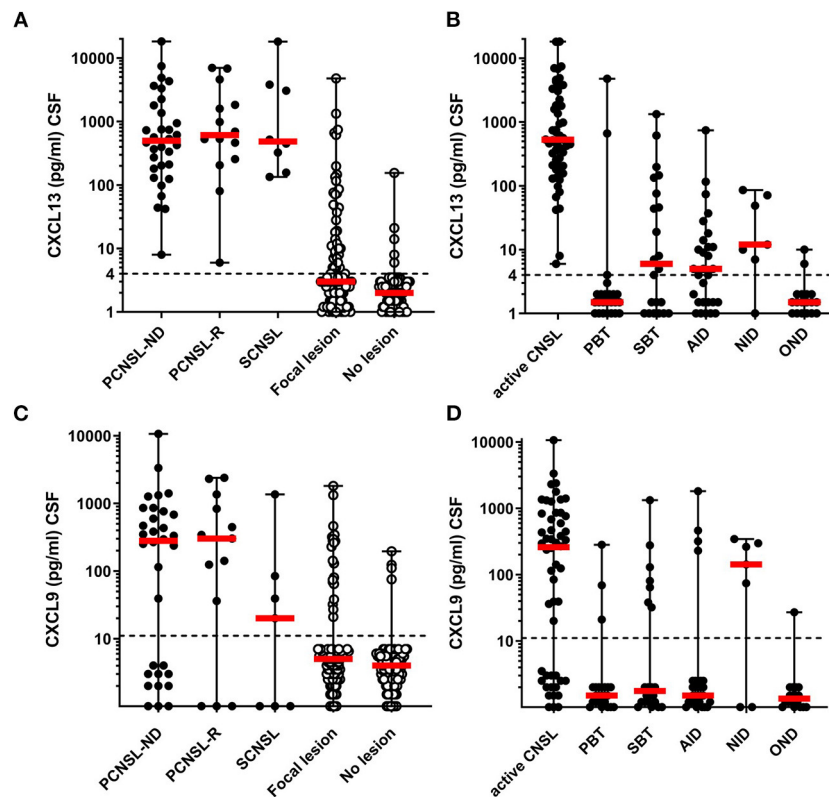 A
CXCL13 (pg/ml) CSF
10000
1000
100
10
4
1
PCNSL-ND
PCNSL-R
SCNSL
Focal lesion
No lesion
B
CXCL13 (pg/ml) CSF
10000
1000
100
10
4
1
active CNSL
PBT
SBT
AID
NID
OND
C
CXCL9 (pg/ml) CSF
10000
1000
100
10
PCNSL-ND
PCNSL-R
SCNSL
Focal lesion
No lesion
D
CXCL9 (pg/ml) CSF
10000
1000
100
10
active CNSL
PBT
SBT
AID
NID
OND